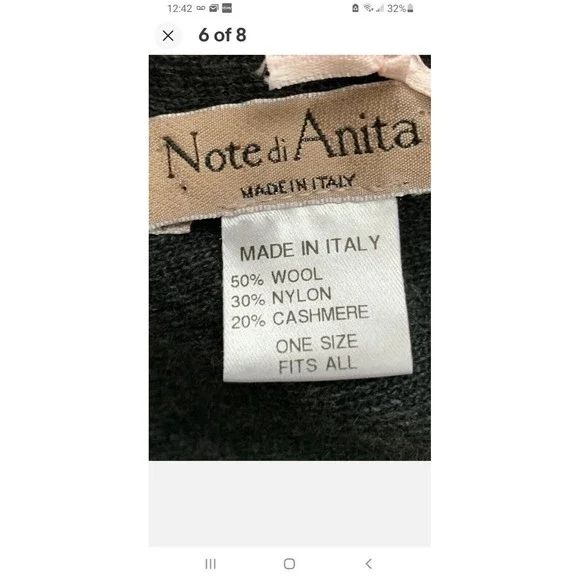 12:42 32%
6 of 8
Note di Anita
MADE IN ITALY
MADE IN ITALY
50% WOOL
30% NYLON
20% CASHMERE
ONE SIZE
FITS ALL